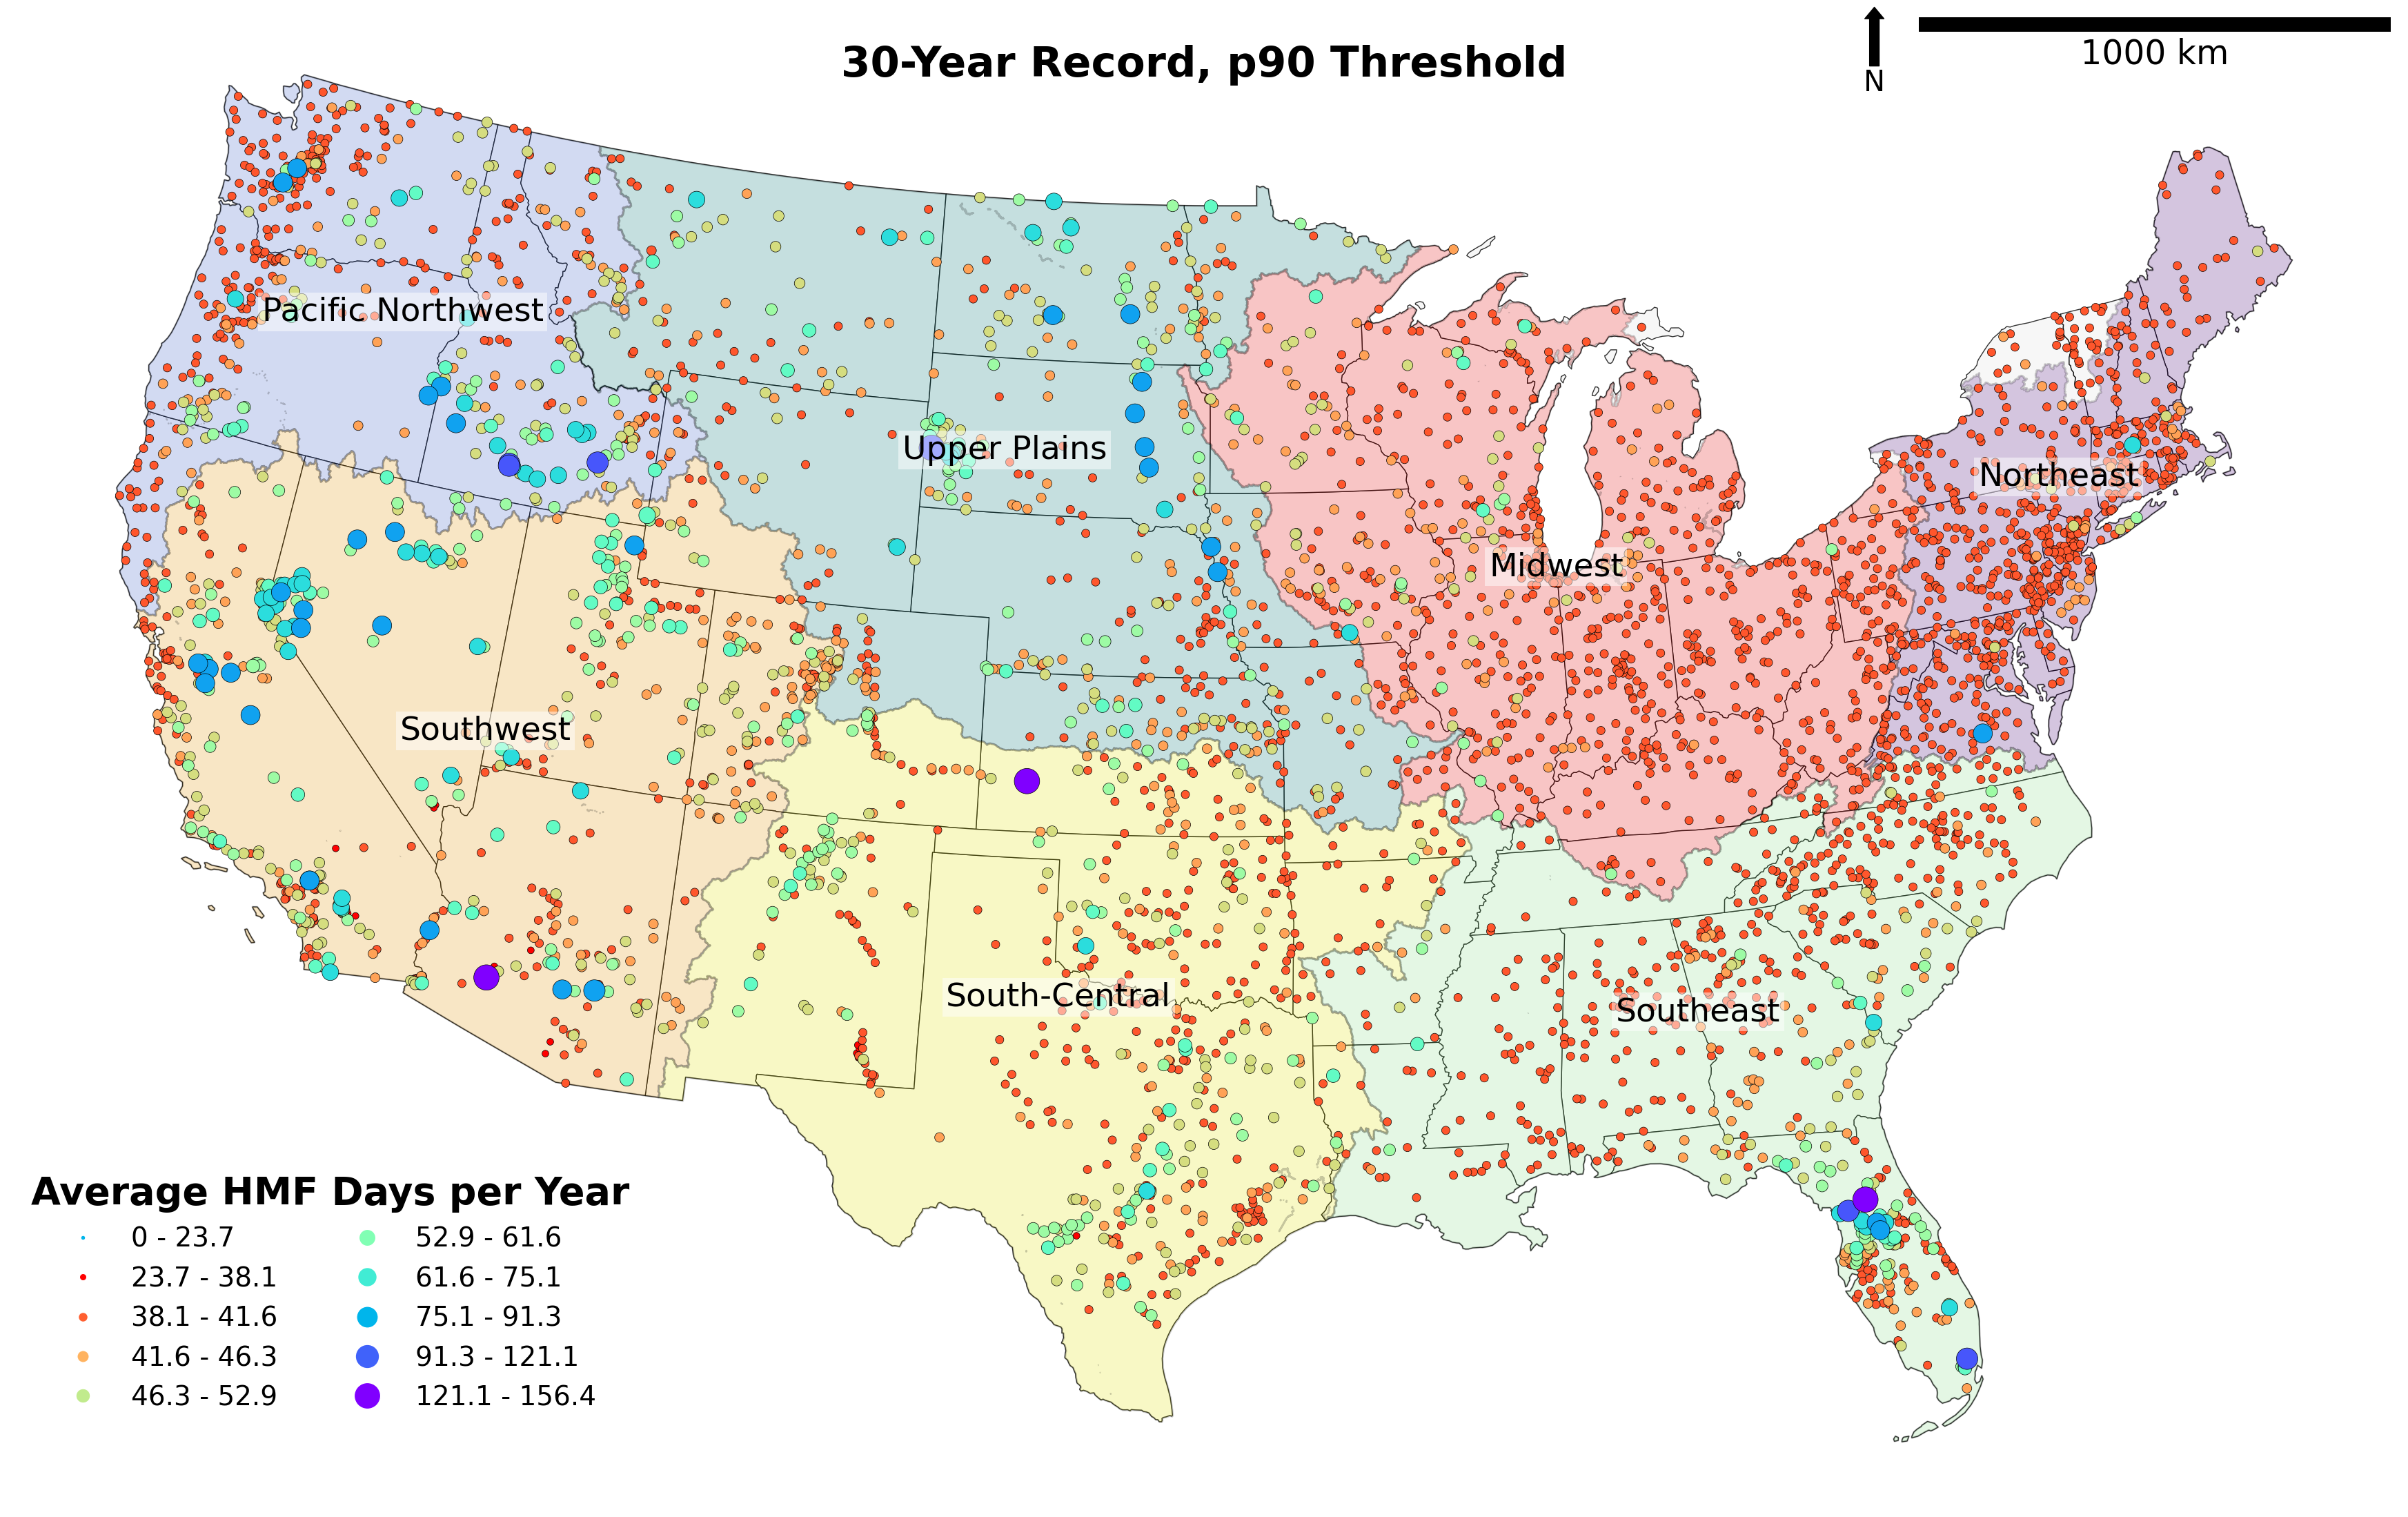 30-Year Record, p90 Threshold
N
1000 km
Pacific Northwest
Upper Plains
Northeast
Midwest
Southwest
South-Central
Southeast
Average HMF Days per Year
0 - 23.7
23.7 - 38.1
38.1 - 41.6
41.6 - 46.3
46.3 - 52.9
52.9 - 61.6
61.6 - 75.1
75.1 - 91.3
91.3 - 121.1
121.1 - 156.4